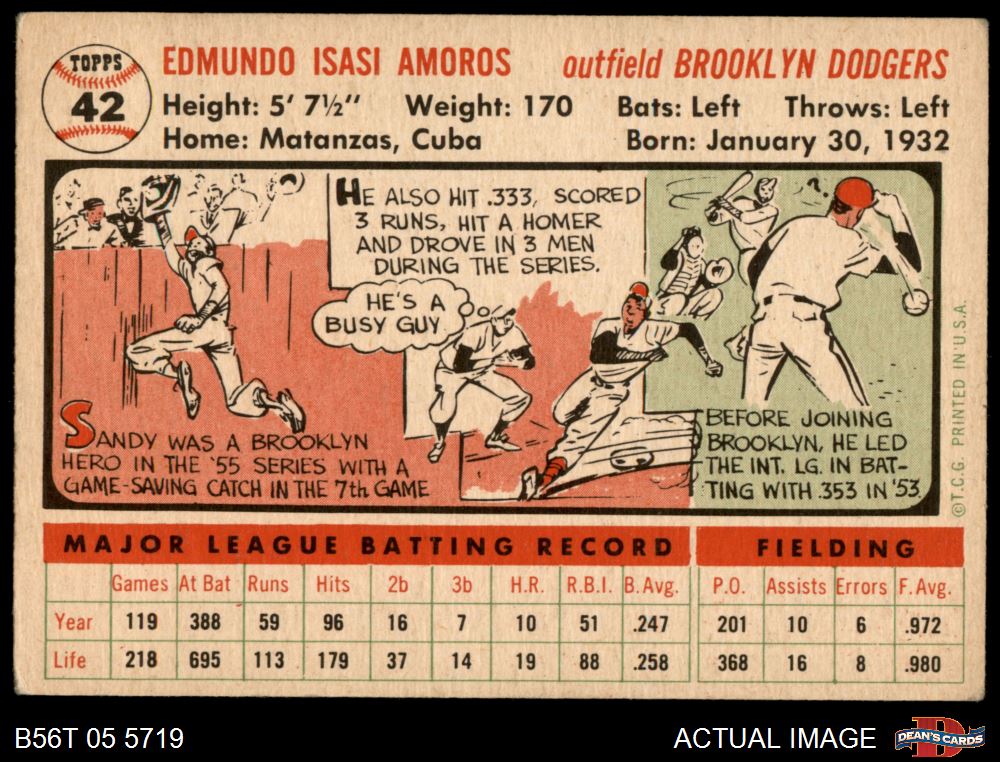 TOPPS
42
EDMUNDO ISASI AMOROS outfield BROOKLYN DODGERS
Height: 5' 7½" Weight: 170 Bats: Left Throws: Left
Home: Matanzas, Cuba Born: January 30, 1932
SANDY WAS A BROOKLYN
HERO IN THE '55 SERIES WITH A
GAME-SAVING CATCH IN THE 7th GAME
HE ALSO HIT .333, SCORED
3 RUNS, HIT A HOMER
AND DROVE IN 3 MEN
DURING THE SERIES.
HE'S A
BUSY GUY
?
BEFORE JOINING
BROOKLYN, HE LED
THE INT. LG. IN BAT-
TING WITH .353 IN '53.
©T.C.G. PRINTED IN U.S.A.
MAJOR LEAGUE BATTING RECORD FIELDING
Games At Bat Runs Hits 2b 3b H.R. R.B.I. B.Avg. P.O. Assists Errors F.Avg.
Year 119 388 59 96 16 7 10 51 .247 201 10 6 .972
Life 218 695 113 179 37 14 19 88 .258 368 16 8 .980
B56T 05 5719 ACTUAL IMAGE DEAN'S CARDS